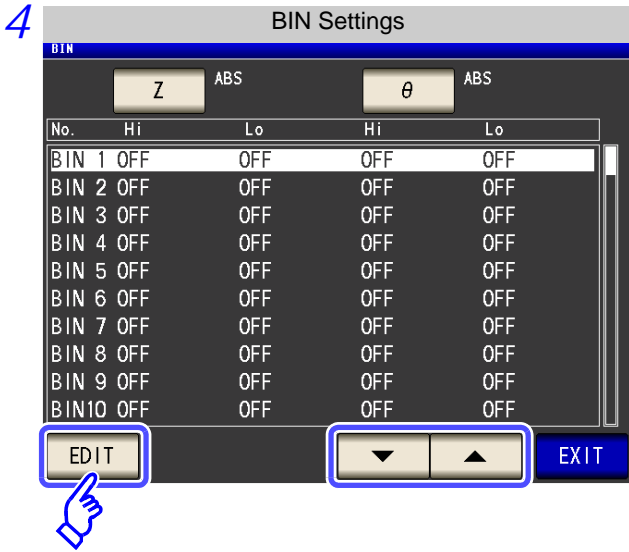 4
BIN Settings
BIN
Z ABS θ ABS
No. Hi Lo Hi Lo
BIN 1 OFF OFF OFF OFF
BIN 2 OFF OFF OFF OFF
BIN 3 OFF OFF OFF OFF
BIN 4 OFF OFF OFF OFF
BIN 5 OFF OFF OFF OFF
BIN 6 OFF OFF OFF OFF
BIN 7 OFF OFF OFF OFF
BIN 8 OFF OFF OFF OFF
BIN 9 OFF OFF OFF OFF
BIN10 OFF OFF OFF OFF
EDIT ▼ ▲ EXIT